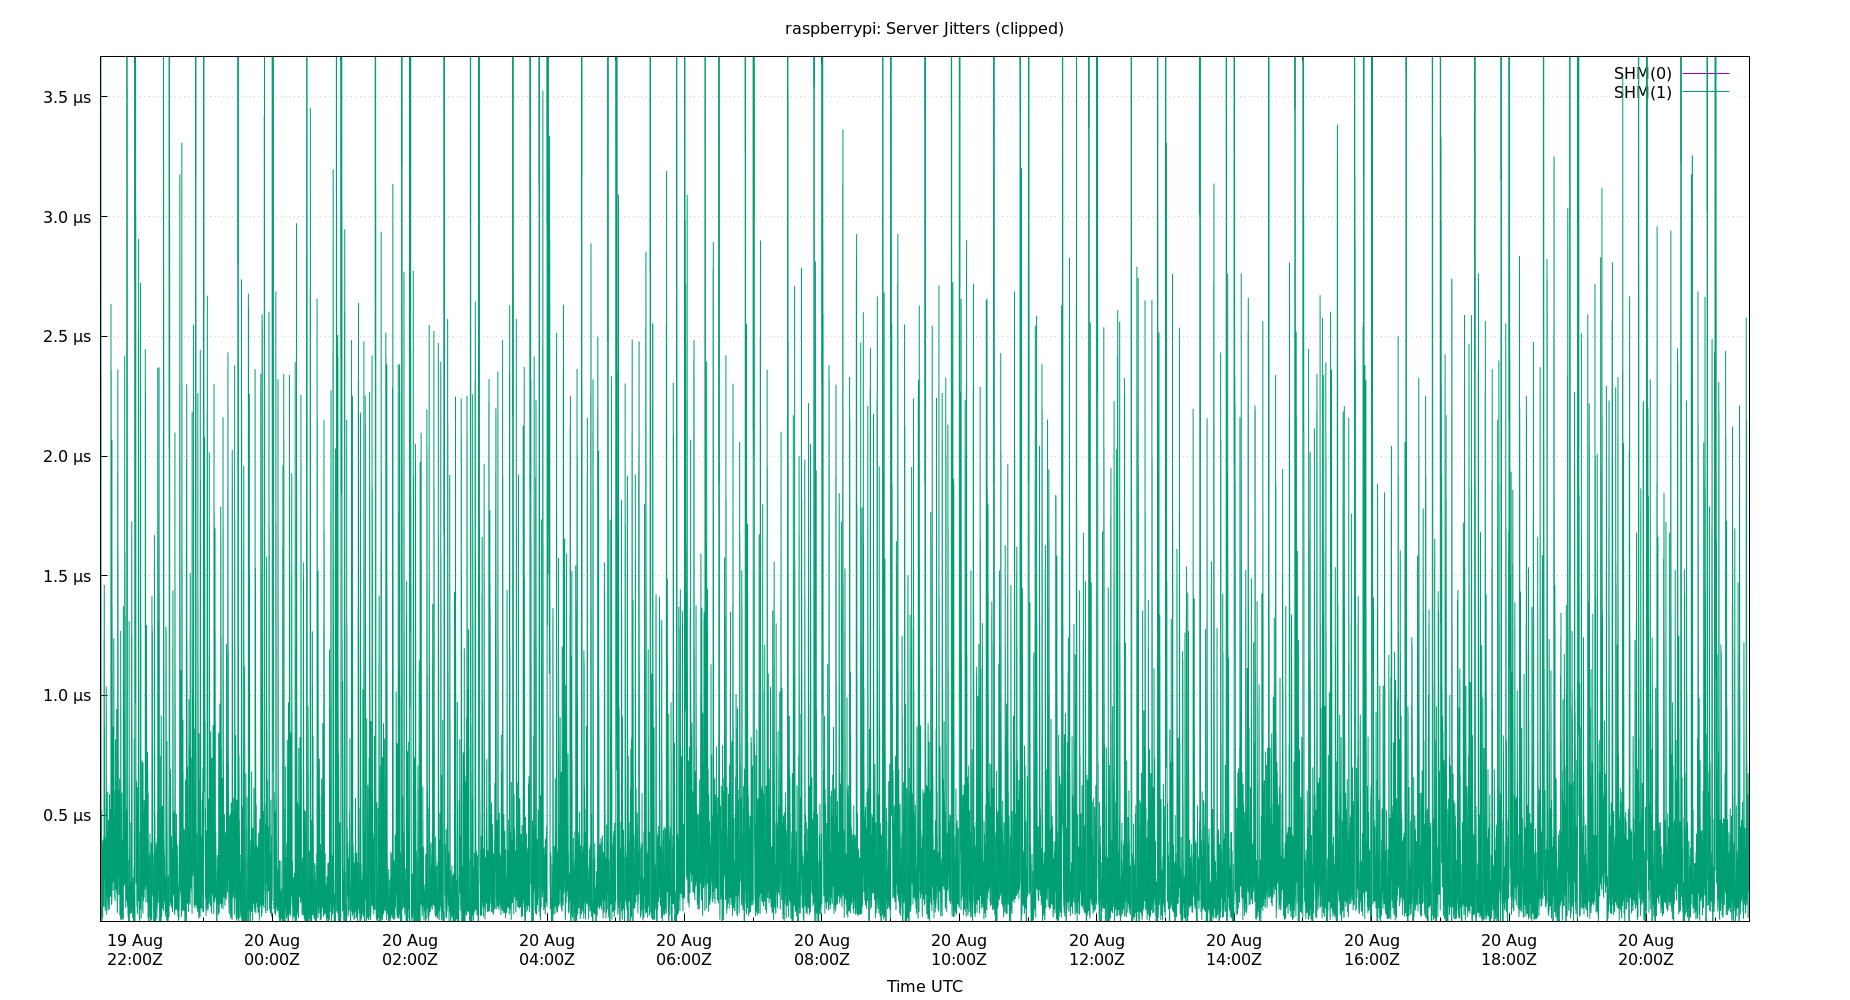 raspberrypi: Server Jitters (clipped)
SHM(0)
SHM(1)
3.5 µs
3.0 µs
2.5 µs
2.0 µs
1.5 µs
1.0 µs
0.5 µs
19 Aug 20 Aug 20 Aug 20 Aug 20 Aug 20 Aug 20 Aug 20 Aug 20 Aug 20 Aug 20 Aug 20 Aug
22:00Z 00:00Z 02:00Z 04:00Z 06:00Z 08:00Z 10:00Z 12:00Z 14:00Z 16:00Z 18:00Z 20:00Z
Time UTC